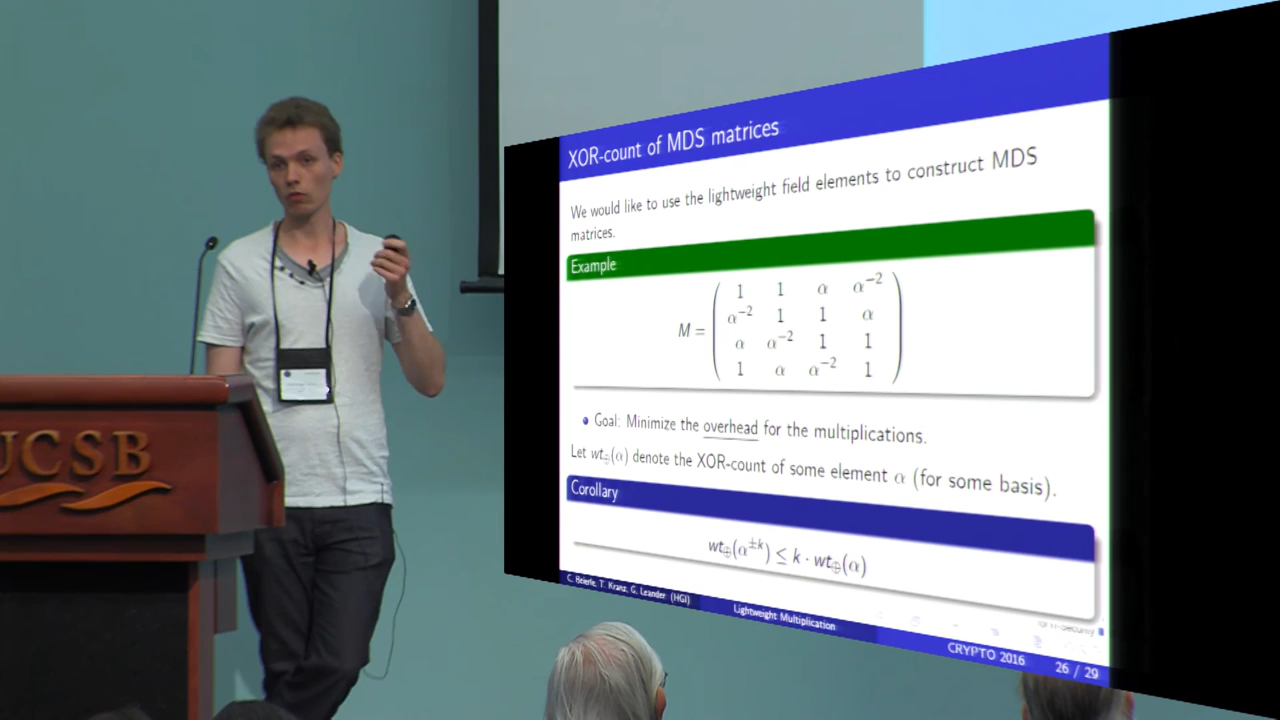 UCSB
XOR-count of MDS matrices
We would like to use the lightweight field elements to construct MDS
matrices.
Example
M = ( 1 1 α α⁻²
α⁻² 1 1 α
α α⁻² 1 1
1 α α⁻² 1 )
• Goal: Minimize the overhead for the multiplications.
Let wt⊕(α) denote the XOR-count of some element α (for some basis).
Corollary
wt⊕(α^{±k}) ≤ k · wt⊕(α)
C. Beierle, T. Kranz, G. Leander (HGI)
Lightweight Multiplication
CRYPTO 2016
26 / 29